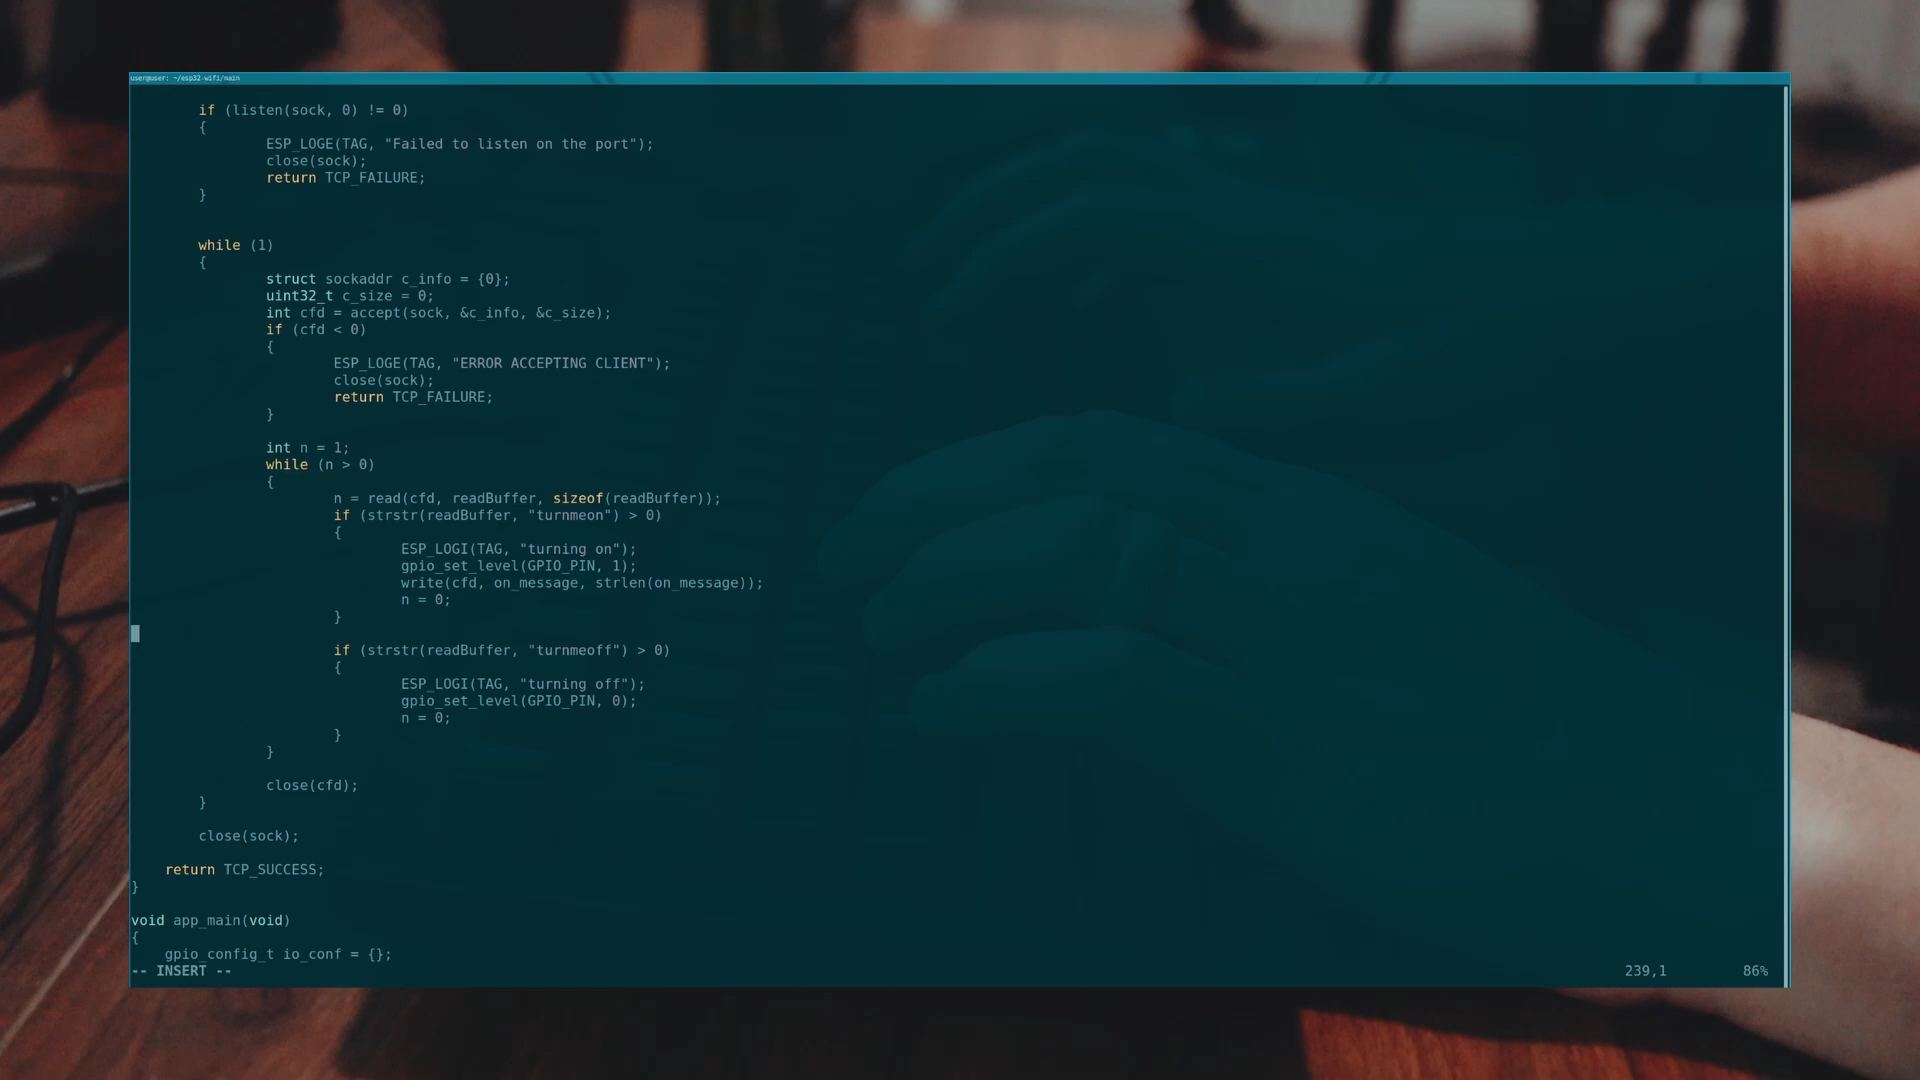 user@user: ~/esp32-wifi/main
if (listen(sock, 0) != 0)
{
ESP_LOGE(TAG, "Failed to listen on the port");
close(sock);
return TCP_FAILURE;
}
while (1)
{
struct sockaddr c_info = {0};
uint32_t c_size = 0;
int cfd = accept(sock, &c_info, &c_size);
if (cfd < 0)
{
ESP_LOGE(TAG, "ERROR ACCEPTING CLIENT");
close(sock);
return TCP_FAILURE;
}
int n = 1;
while (n > 0)
{
n = read(cfd, readBuffer, sizeof(readBuffer));
if (strstr(readBuffer, "turnmeon") > 0)
{
ESP_LOGI(TAG, "turning on");
gpio_set_level(GPIO_PIN, 1);
write(cfd, on_message, strlen(on_message));
n = 0;
}
if (strstr(readBuffer, "turnmeoff") > 0)
{
ESP_LOGI(TAG, "turning off");
gpio_set_level(GPIO_PIN, 0);
n = 0;
}
}
close(cfd);
}
close(sock);
return TCP_SUCCESS;
}
void app_main(void)
{
gpio_config_t io_conf = {};
-- INSERT -- 239,1 86%